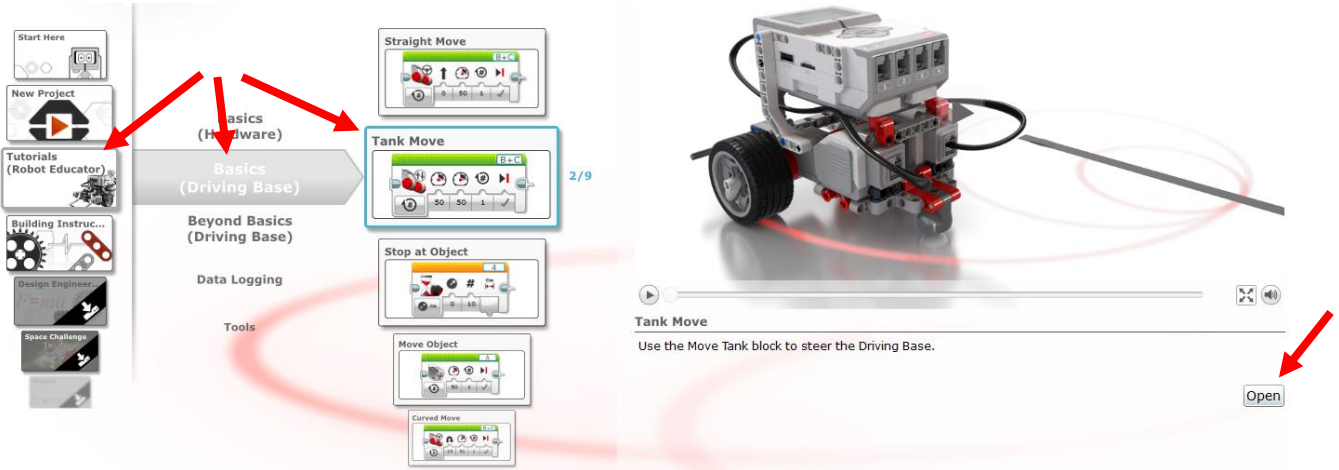 Start Here
New Project
Tutorials
(Robot Educator)
Building Instruc...
Design Engineer...
F=ma
Space Challenge
(Hardware)
Basics
(Driving Base)
Beyond Basics
(Driving Base)
Data Logging
Tools
Straight Move
B+C
0 50 1
Tank Move
B+C
50 50 1
2/9
Stop at Object
4
0 10
Move Object
Curved Move
Tank Move
Use the Move Tank block to steer the Driving Base.
Open